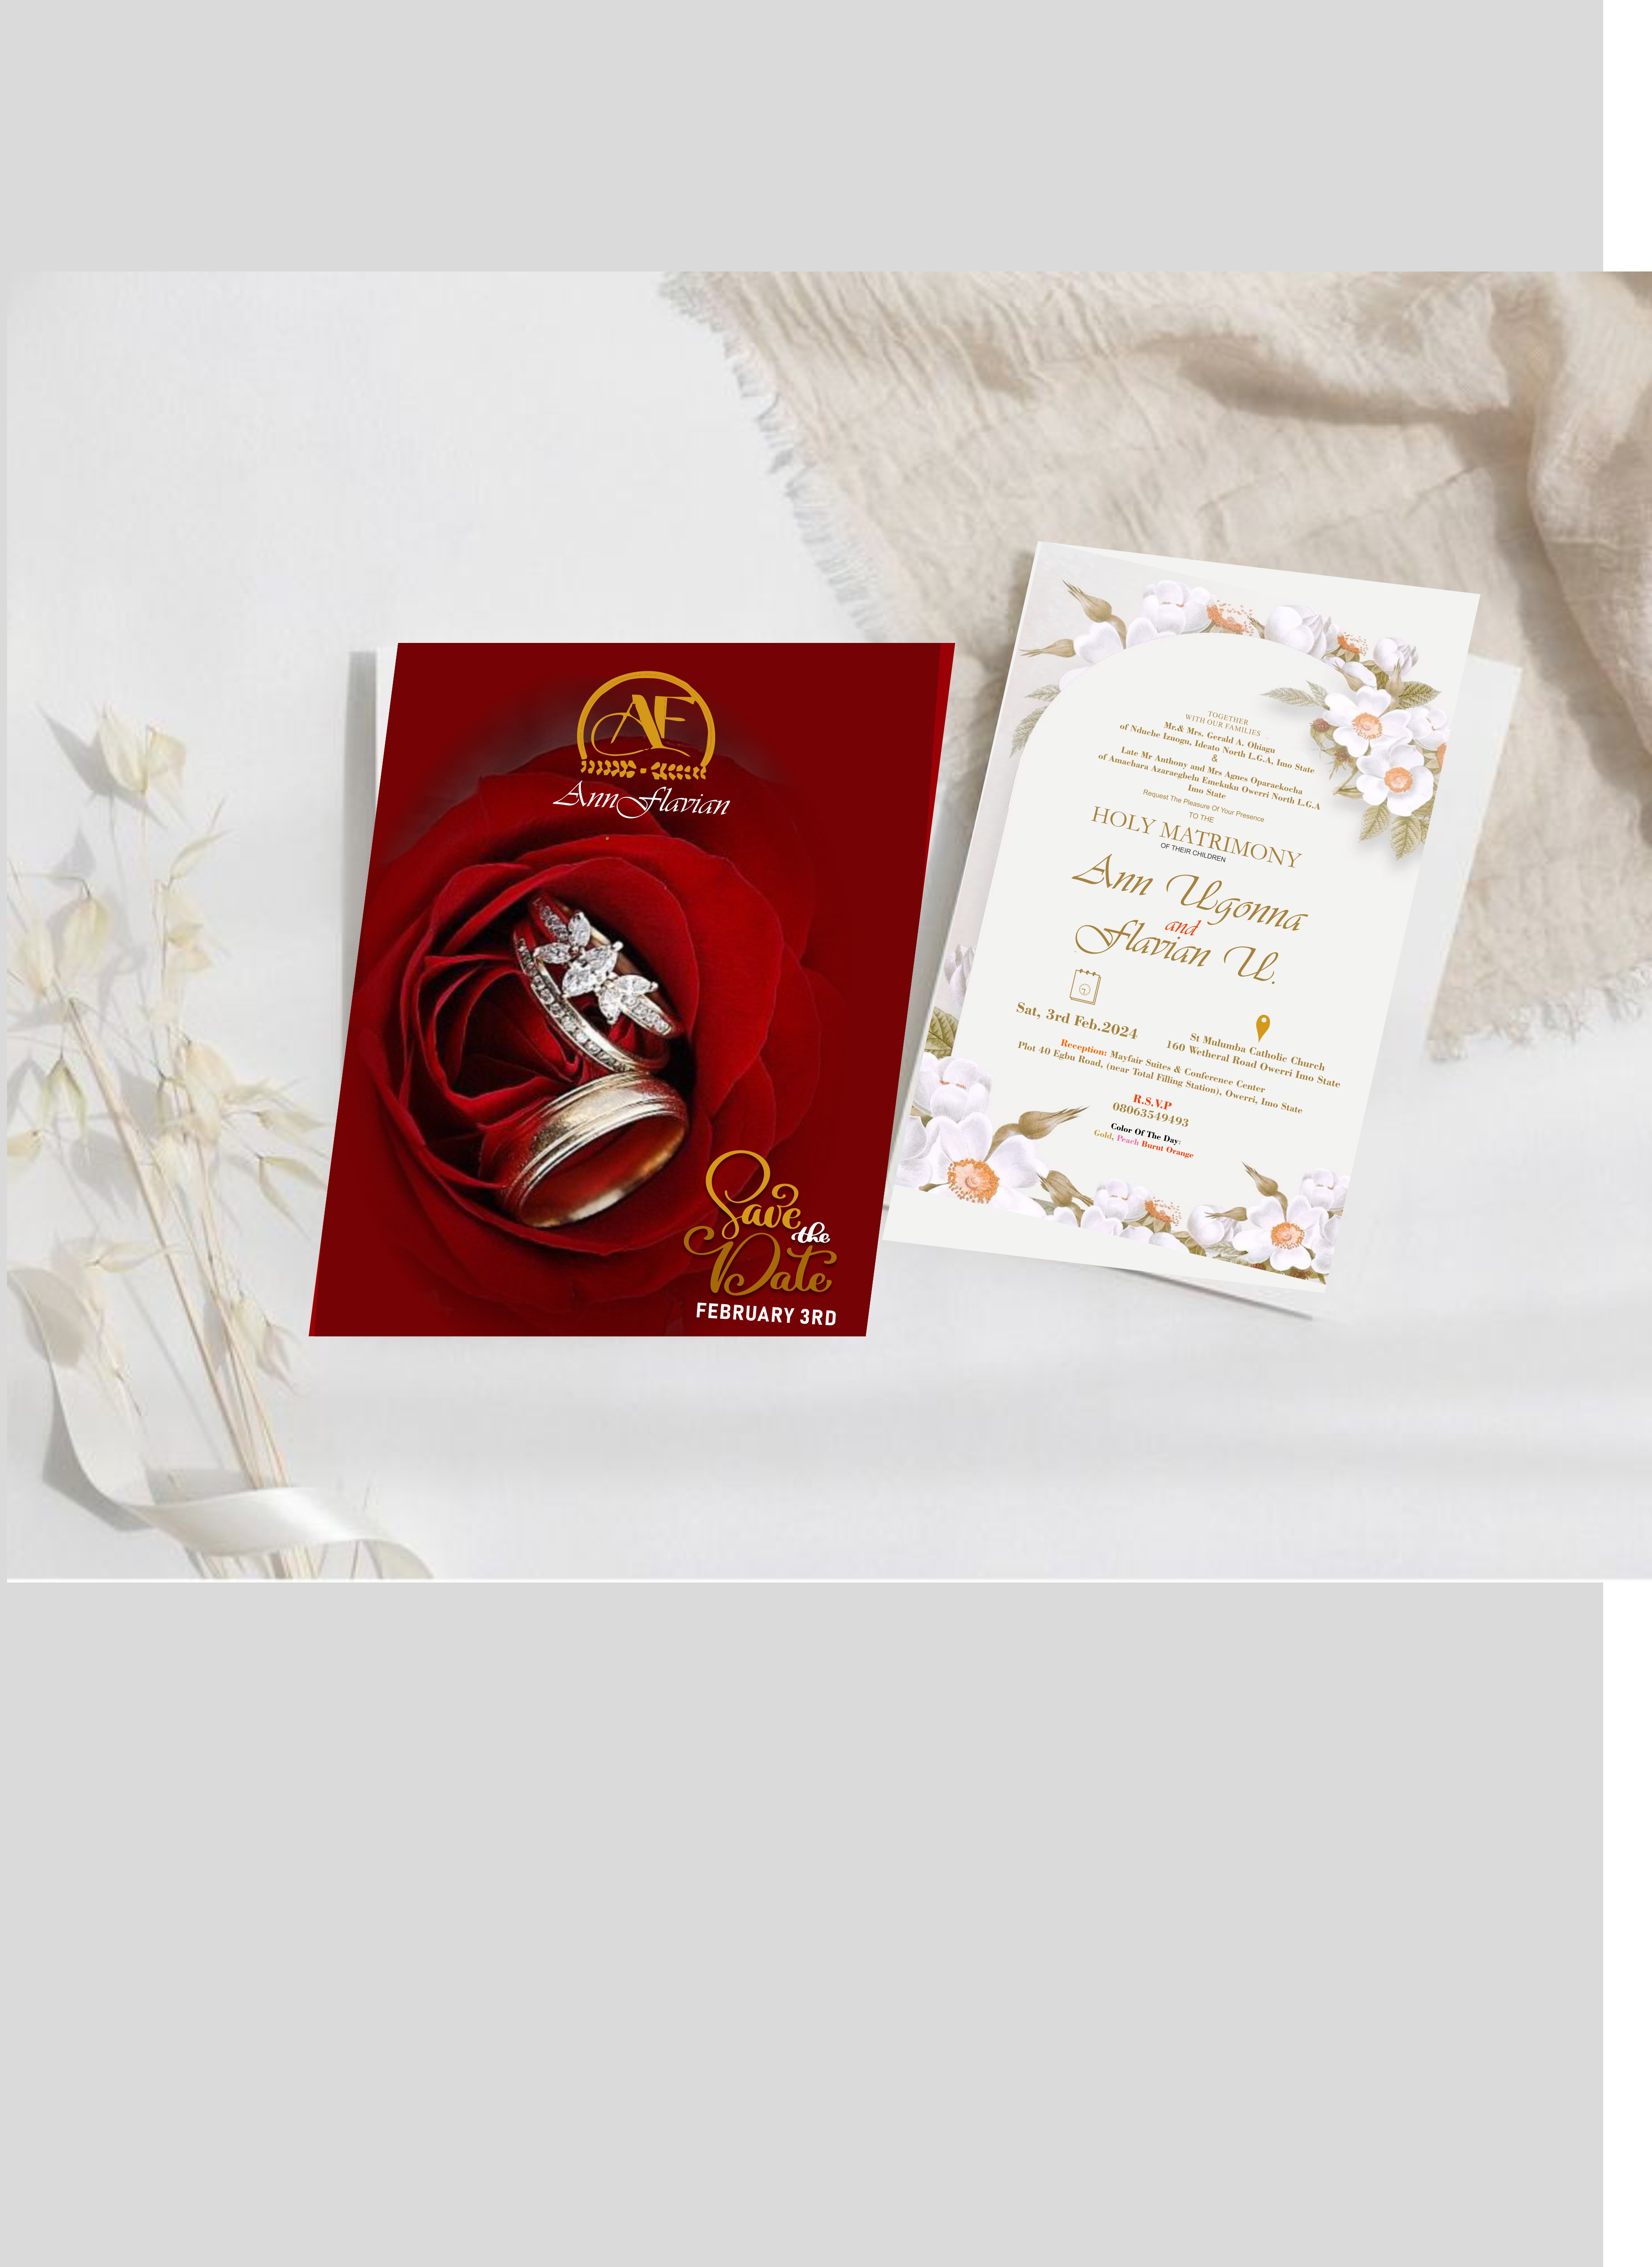 AF
Ann Flavian
Save
the
Date
FEBRUARY 3RD
TOGETHER
WITH OUR FAMILIES
Mr.& Mrs. Gerald A. Ohiagu
of Nduche Izuogu, Ideato North L.G.A, Imo State
&
Late Mr Anthony and Mrs Agnes Oparaekocha
of Amachara Azaraegbelu Emekuku Owerri North L.G.A
Imo State
Request The Pleasure Of Your Presence
TO THE
HOLY MATRIMONY
OF THEIR CHILDREN
Ann Ugonna
and
Flavian U.
Sat, 3rd Feb.2024
St Mulumba Catholic Church
160 Wetheral Road Owerri Imo State
Reception: Mayfair Suites & Conference Center
Plot 40 Egbu Road, (near Total Filling Station), Owerri, Imo State
R.S.V.P
08063549493
Color Of The Day:
Gold, Peach Burnt Orange